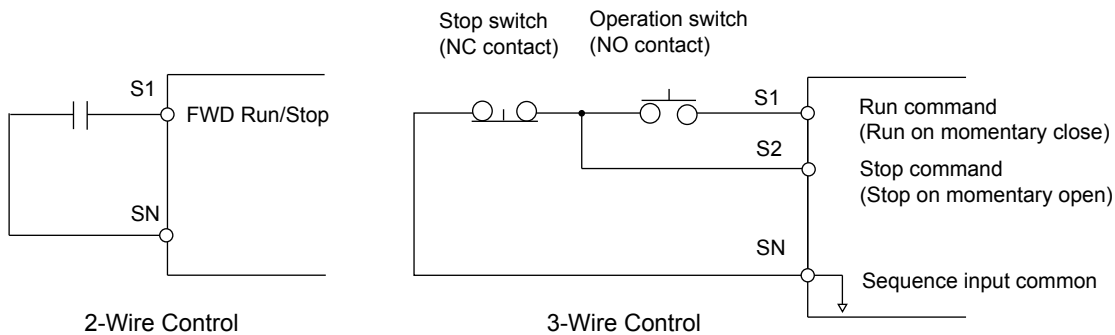 S1
FWD Run/Stop
SN
2-Wire Control
Stop switch
(NC contact)
Operation switch
(NO contact)
S1
Run command
(Run on momentary close)
S2
Stop command
(Stop on momentary open)
SN
Sequence input common
3-Wire Control